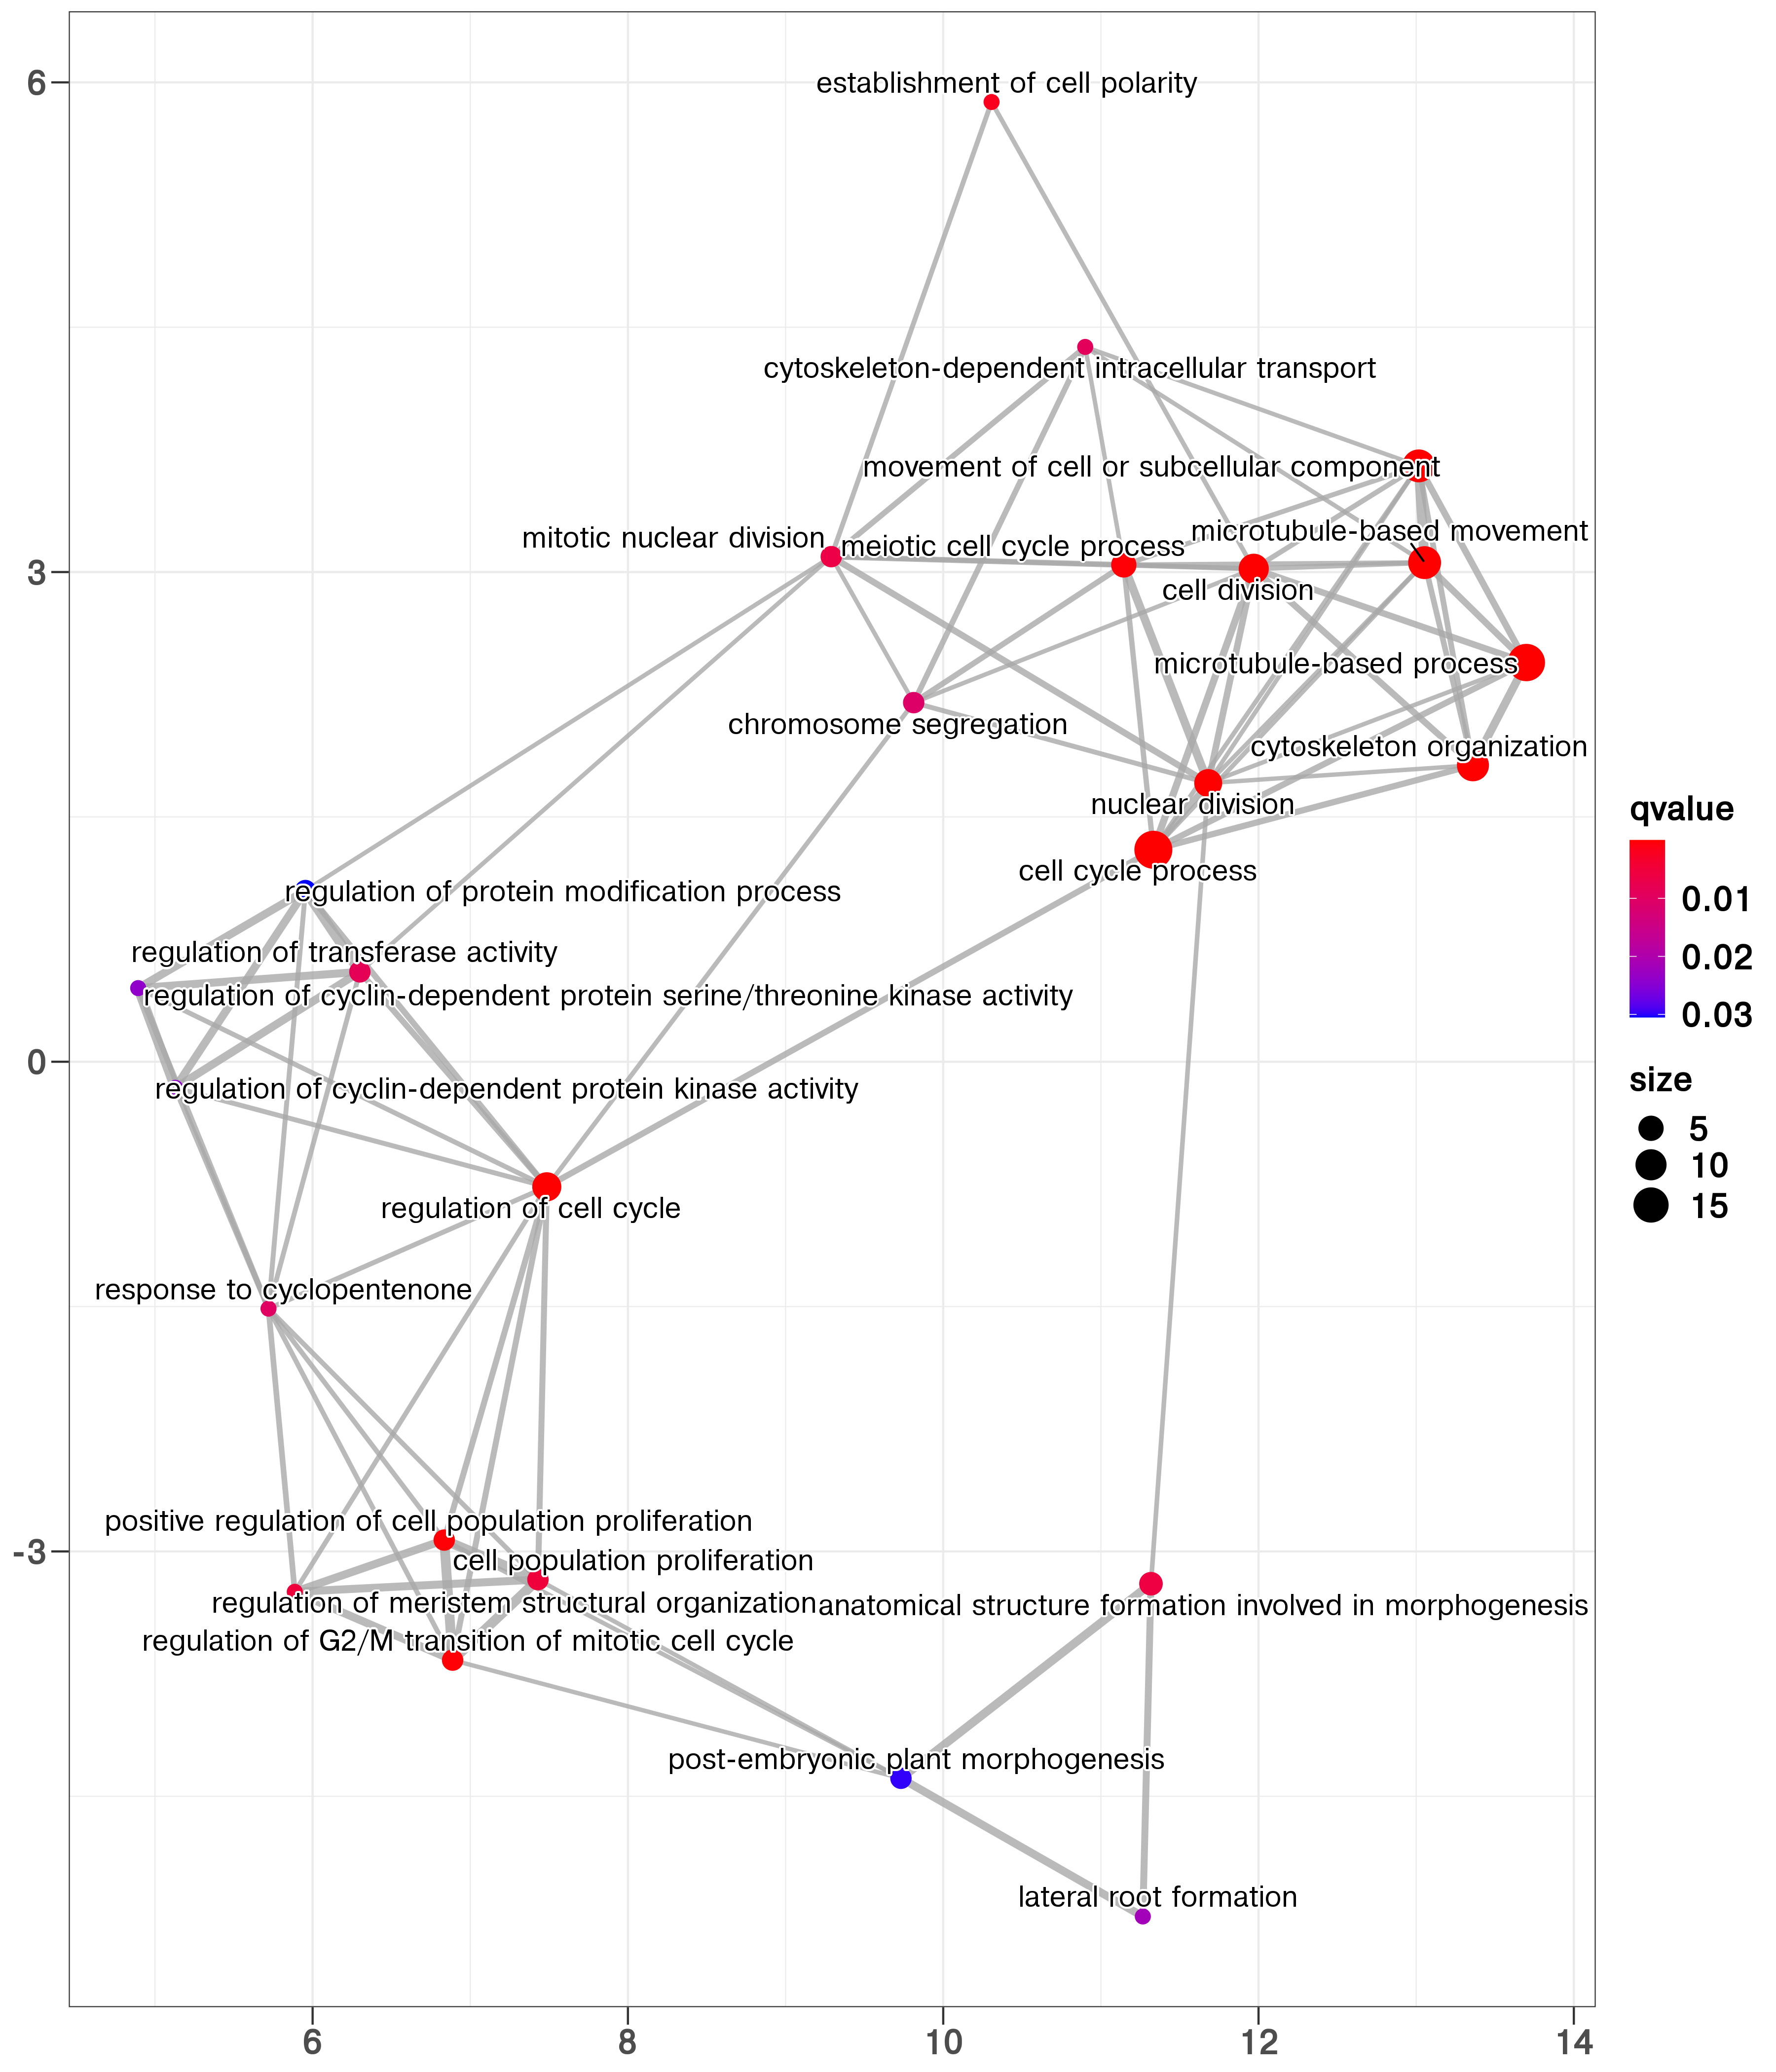 6
establishment of cell polarity
cytoskeleton-dependent intracellular transport
movement of cell or subcellular component
microtubule-based movement
mitotic nuclear division
meiotic cell cycle process
3
cell division
microtubule-based process
chromosome segregation
cytoskeleton organization
nuclear division
cell cycle process
regulation of protein modification process
regulation of transferase activity
regulation of cyclin-dependent protein serine/threonine kinase activity
0
regulation of cyclin-dependent protein kinase activity
regulation of cell cycle
response to cyclopentenone
positive regulation of cell population proliferation
-3
cell population proliferation
regulation of meristem structural organization
anatomical structure formation involved in morphogenesis
regulation of G2/M transition of mitotic cell cycle
post-embryonic plant morphogenesis
lateral root formation
6 8 10 12 14
qvalue
0.01
0.02
0.03
size
5
10
15